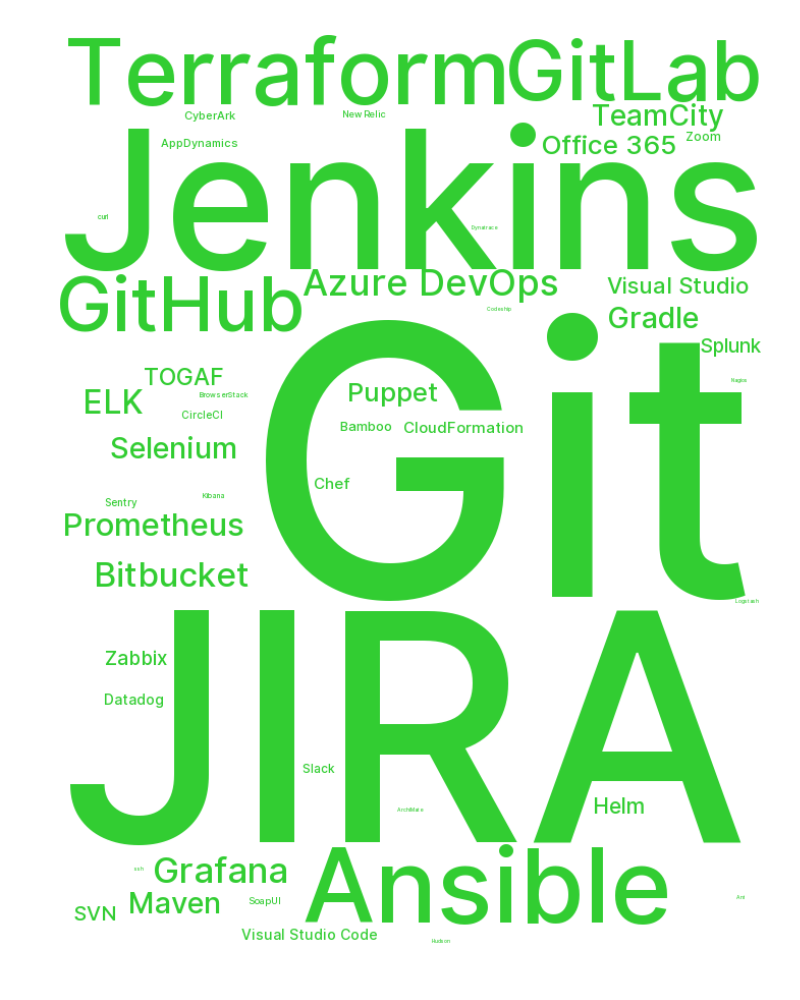 Terraform
GitLab
CyberArk
New Relic
TeamCity
AppDynamics
Office 365
Zoom
Jenkins
curl
Dynatrace
GitHub
Azure DevOps
Visual Studio
Codeship
Gradle
Splunk
TOGAF
Nagios
BrowserStack
ELK
Puppet
CircleCI
Bamboo
CloudFormation
Selenium
Git
Chef
Kibana
Sentry
Prometheus
Bitbucket
Logstash
JIRA
Zabbix
Datadog
Slack
Helm
ArchiMate
Grafana
Ansible
Maven
SoapUI
SVN
Visual Studio Code
Hudson